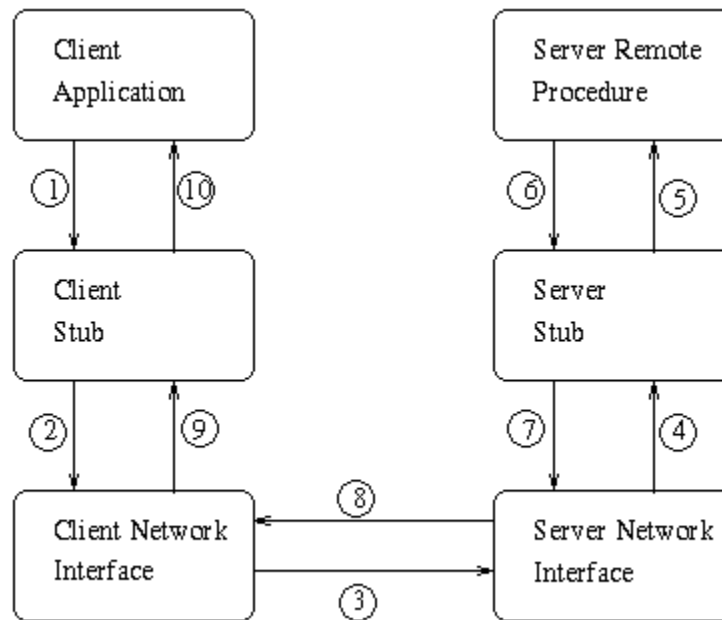 Client
Application
Server Remote
Procedure
1
10
6
5
Client
Stub
Server
Stub
2
9
7
4
8
Client Network
Interface
Server Network
Interface
3